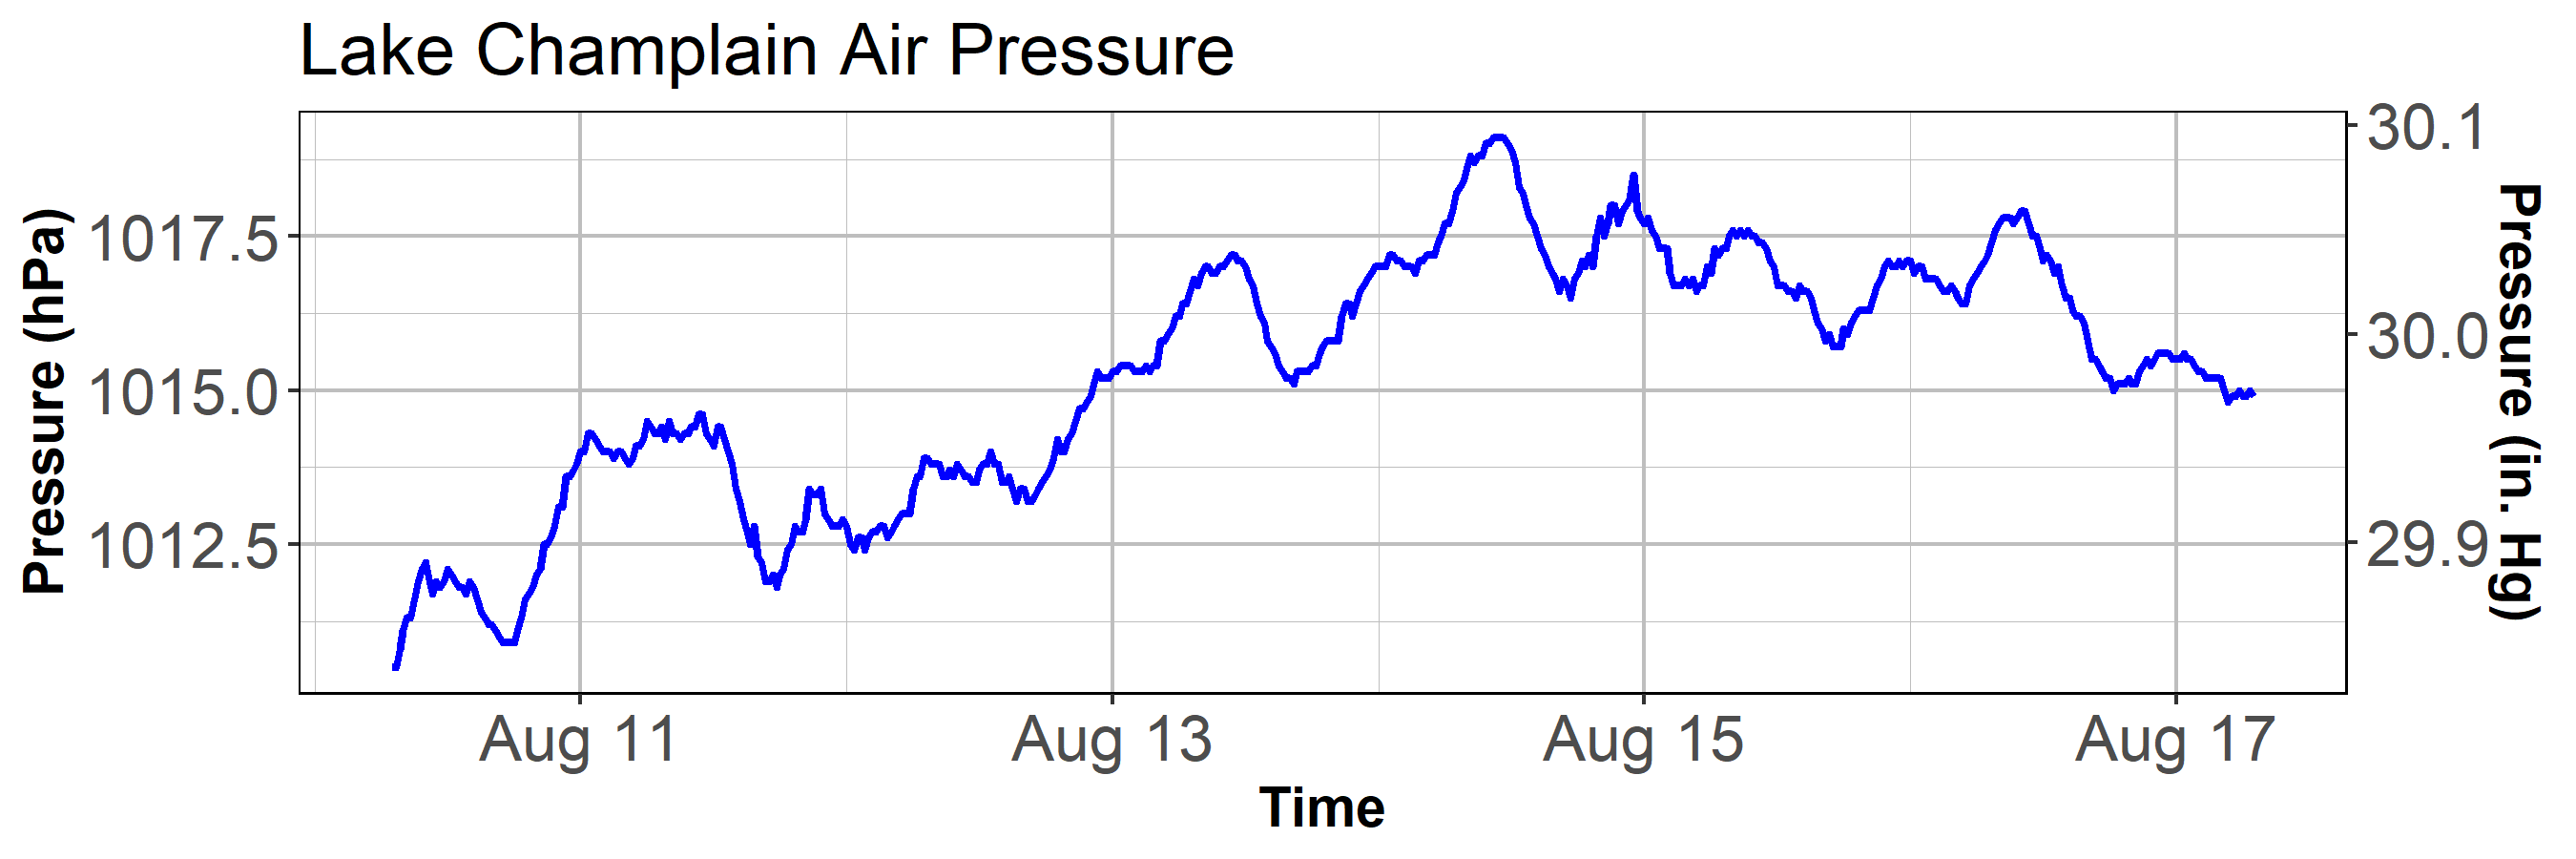 Lake Champlain Air Pressure
Pressure (hPa)
1017.5
1015.0
1012.5
30.1
30.0
29.9
Pressure (in. Hg)
Aug 11 Aug 13 Aug 15 Aug 17
Time